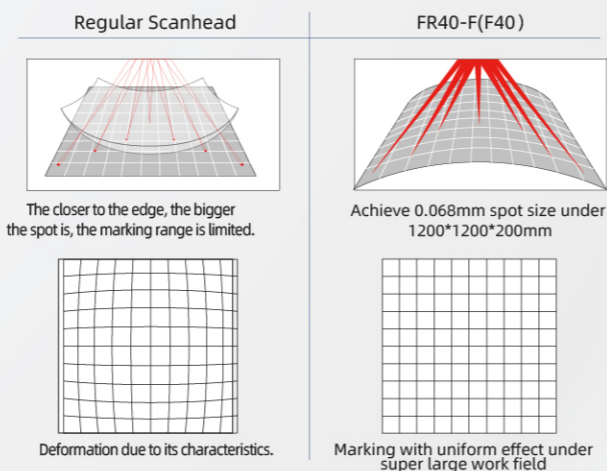 Regular Scanhead
FR40-F(F40)
The closer to the edge, the bigger
the spot is, the marking range is limited.
Achieve 0.068mm spot size under
1200*1200*200mm
Deformation due to its characteristics.
Marking with uniform effect under
super large work field